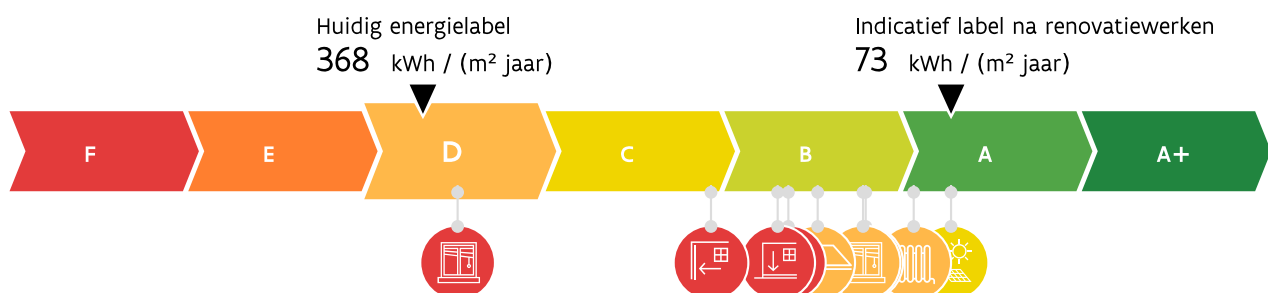 Huidig energielabel
368 kWh / (m² jaar)
Indicatief label na renovatiewerken
73 kWh / (m² jaar)
F E D C B A A+